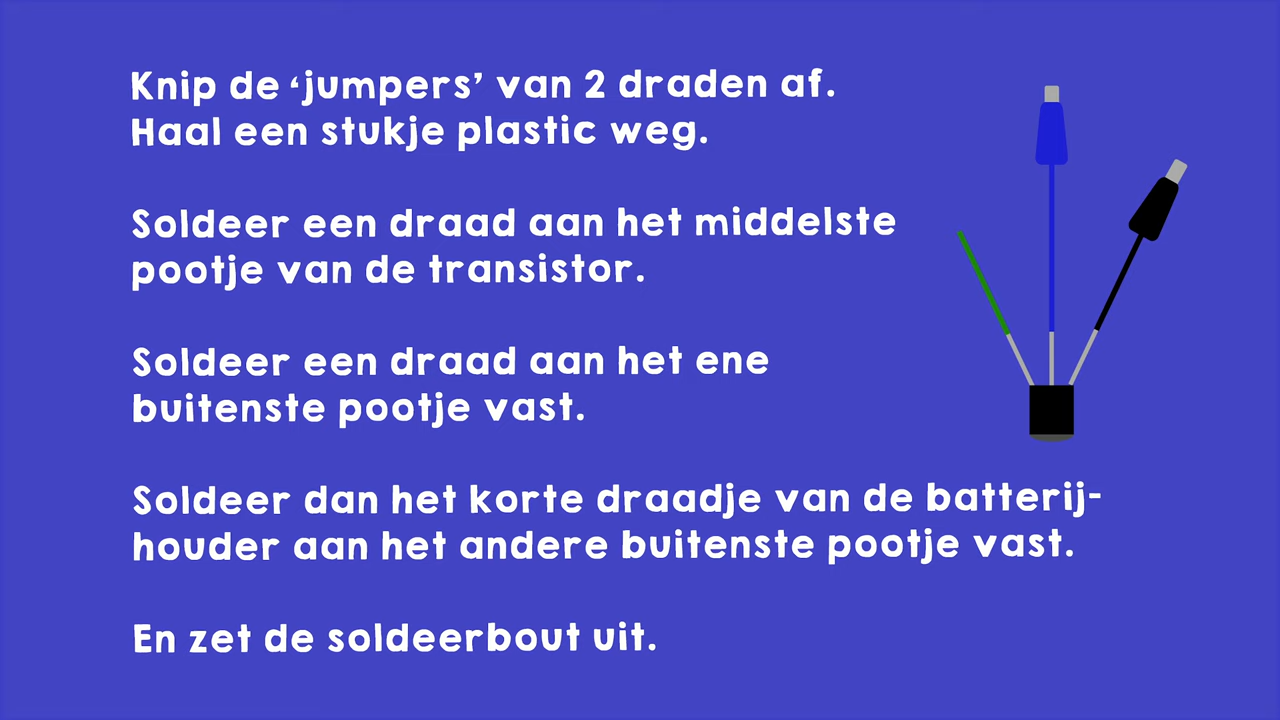 Knip de ‘jumpers’ van 2 draden af.
Haal een stukje plastic weg.
Soldeer een draad aan het middelste
pootje van de transistor.
Soldeer een draad aan het ene
buitenste pootje vast.
Soldeer dan het korte draadje van de batterij-
houder aan het andere buitenste pootje vast.
En zet de soldeerbout uit.